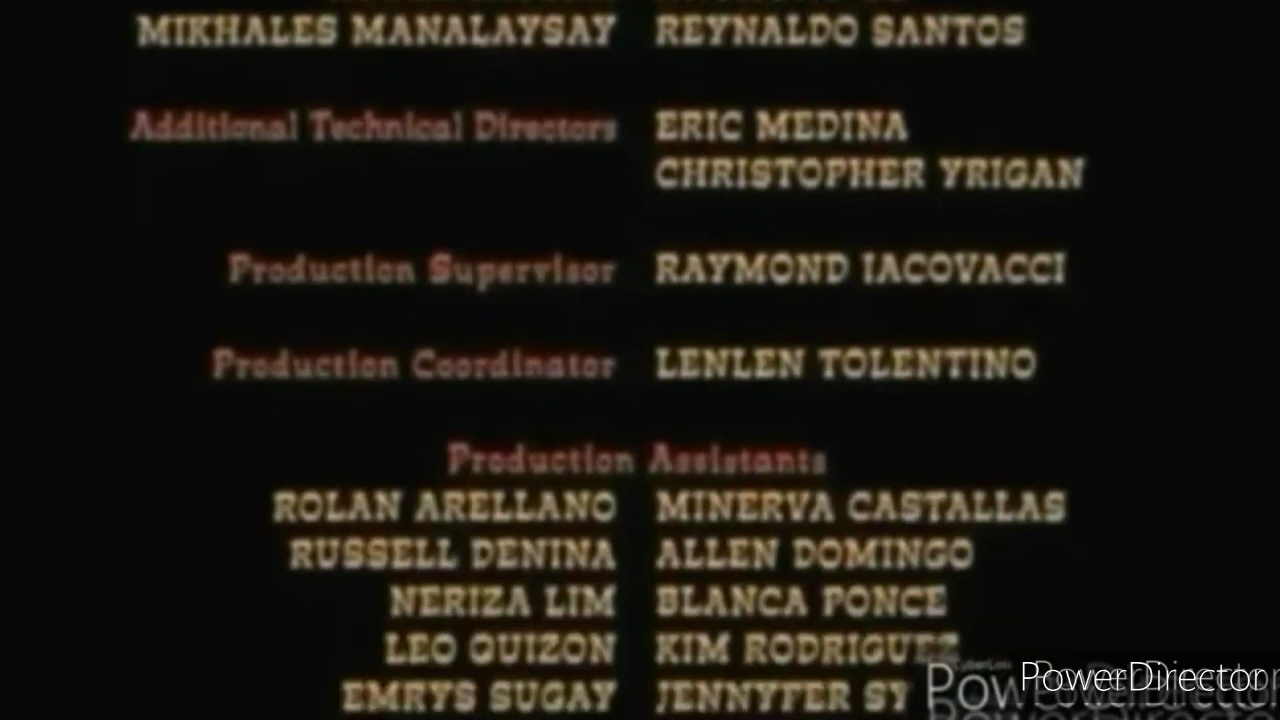 MIKHALES MANALAYSAY REYNALDO SANTOS
Additional Technical Directors ERIC MEDINA
CHRISTOPHER YRIGAN
Production Supervisor RAYMOND IACOVACCI
Production Coordinator LENLEN TOLENTINO
Production Assistants
ROLAN ARELLANO MINERVA CASTALLAS
RUSSELL DENINA ALLEN DOMINGO
NERIZA LIM BLANCA PONCE
LEO QUIZON KIM RODRIGUEZ
EMRYS SUGAY JENNYFER SY
PowerDirector